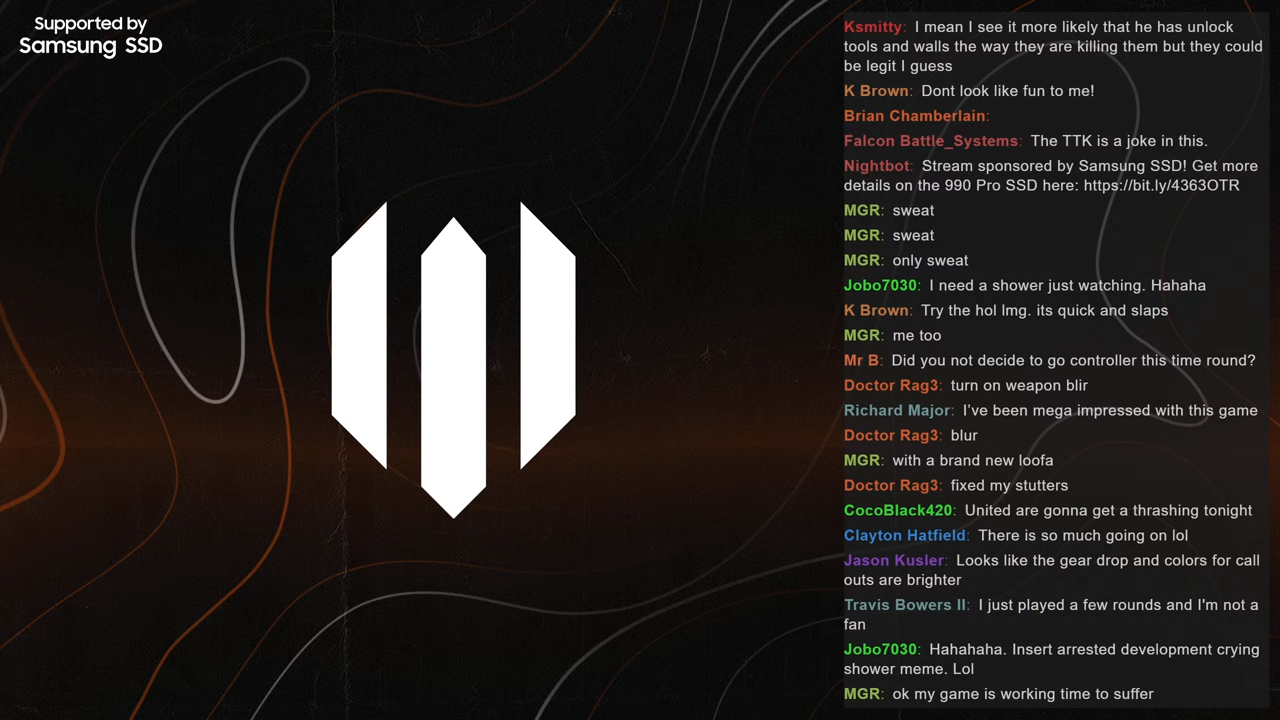 Supported by
Samsung SSD
Ksmitty: I mean I see it more likely that he has unlock
tools and walls the way they are killing them but they could
be legit I guess
K Brown: Dont look like fun to me!
Brian Chamberlain:
Falcon Battle_Systems: The TTK is a joke in this.
Nightbot: Stream sponsored by Samsung SSD! Get more
details on the 990 Pro SSD here: https://bit.ly/4363OTR
MGR: sweat
MGR: sweat
MGR: only sweat
Jobo7030: I need a shower just watching. Hahaha
K Brown: Try the hol lmg. its quick and slaps
MGR: me too
Mr B: Did you not decide to go controller this time round?
Doctor Rag3: turn on weapon blir
Richard Major: I’ve been mega impressed with this game
Doctor Rag3: blur
MGR: with a brand new loofa
Doctor Rag3: fixed my stutters
CocoBlack420: United are gonna get a thrashing tonight
Clayton Hatfield: There is so much going on lol
Jason Kusler: Looks like the gear drop and colors for call
outs are brighter
Travis Bowers II: I just played a few rounds and I'm not a
fan
Jobo7030: Hahahaha. Insert arrested development crying
shower meme. Lol
MGR: ok my game is working time to suffer